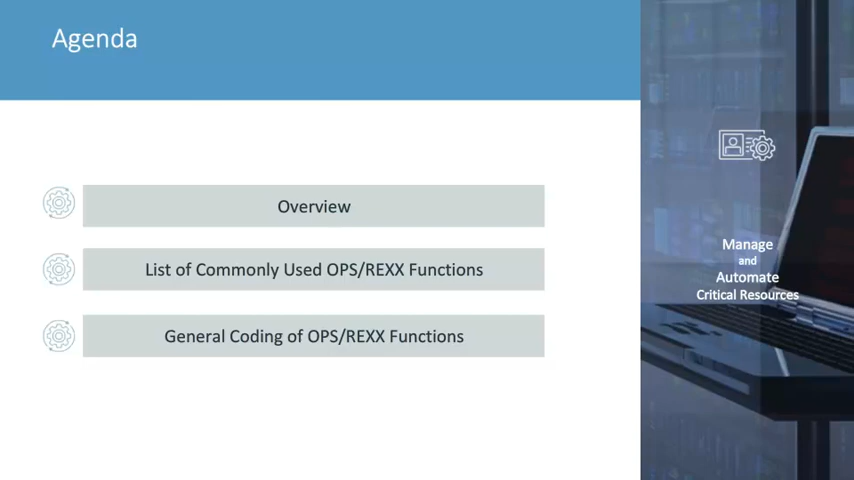 Agenda
Overview
List of Commonly Used OPS/REXX Functions
General Coding of OPS/REXX Functions
Manage
and
Automate
Critical Resources